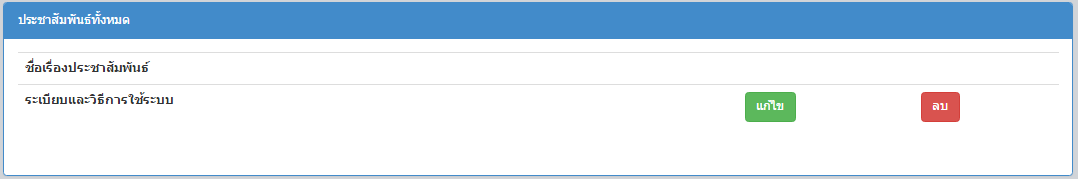 ประชาสัมพันธ์ทั้งหมด
ชื่อเรื่องประชาสัมพันธ์
ระเบียบและวิธีการใช้ระบบ แก้ไข ลบ